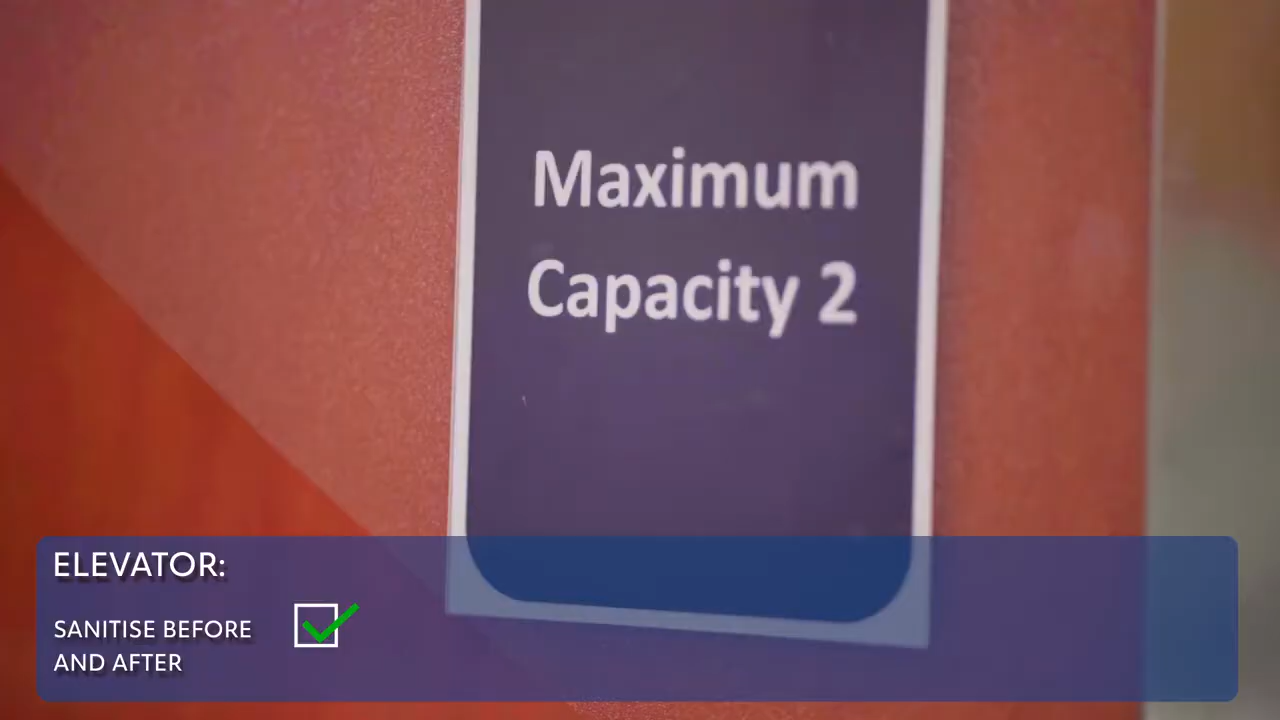 Maximum
Capacity 2
ELEVATOR:
SANITISE BEFORE
AND AFTER